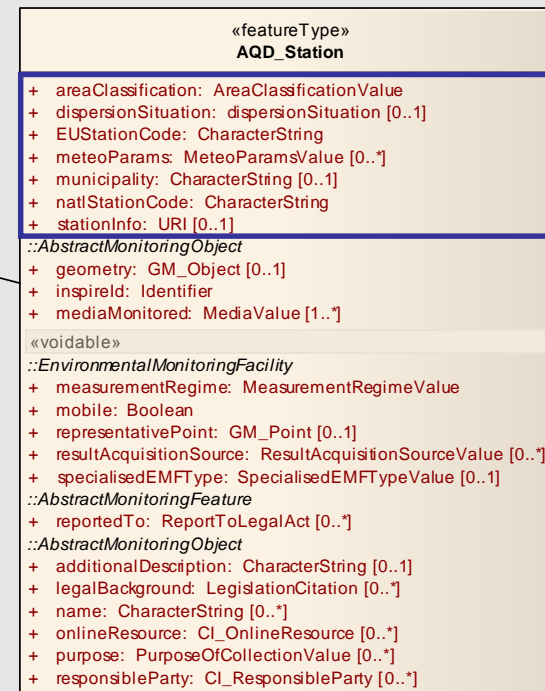 «featureType»
AQD_Station
+ areaClassification: AreaClassificationValue
+ dispersionSituation: dispersionSituation [0..1]
+ EUStationCode: CharacterString
+ meteoParams: MeteoParamsValue [0..*]
+ municipality: CharacterString [0..1]
+ natlStationCode: CharacterString
+ stationInfo: URI [0..1]
::AbstractMonitoringObject
+ geometry: GM_Object [0..1]
+ inspireId: Identifier
+ mediaMonitored: MediaValue [1..*]
«voidable»
::EnvironmentalMonitoringFacility
+ measurementRegime: MeasurementRegimeValue
+ mobile: Boolean
+ representativePoint: GM_Point [0..1]
+ resultAcquisitionSource: ResultAcquisitionSourceValue [0..*]
+ specialisedEMFType: SpecialisedEMFTypeValue [0..1]
::AbstractMonitoringFeature
+ reportedTo: ReportToLegalAct [0..*]
::AbstractMonitoringObject
+ additionalDescription: CharacterString [0..1]
+ legalBackground: LegislationCitation [0..*]
+ name: CharacterString [0..*]
+ onlineResource: CI_OnlineResource [0..*]
+ purpose: PurposeOfCollectionValue [0..*]
+ responsibleParty: CI_ResponsibleParty [0..*]